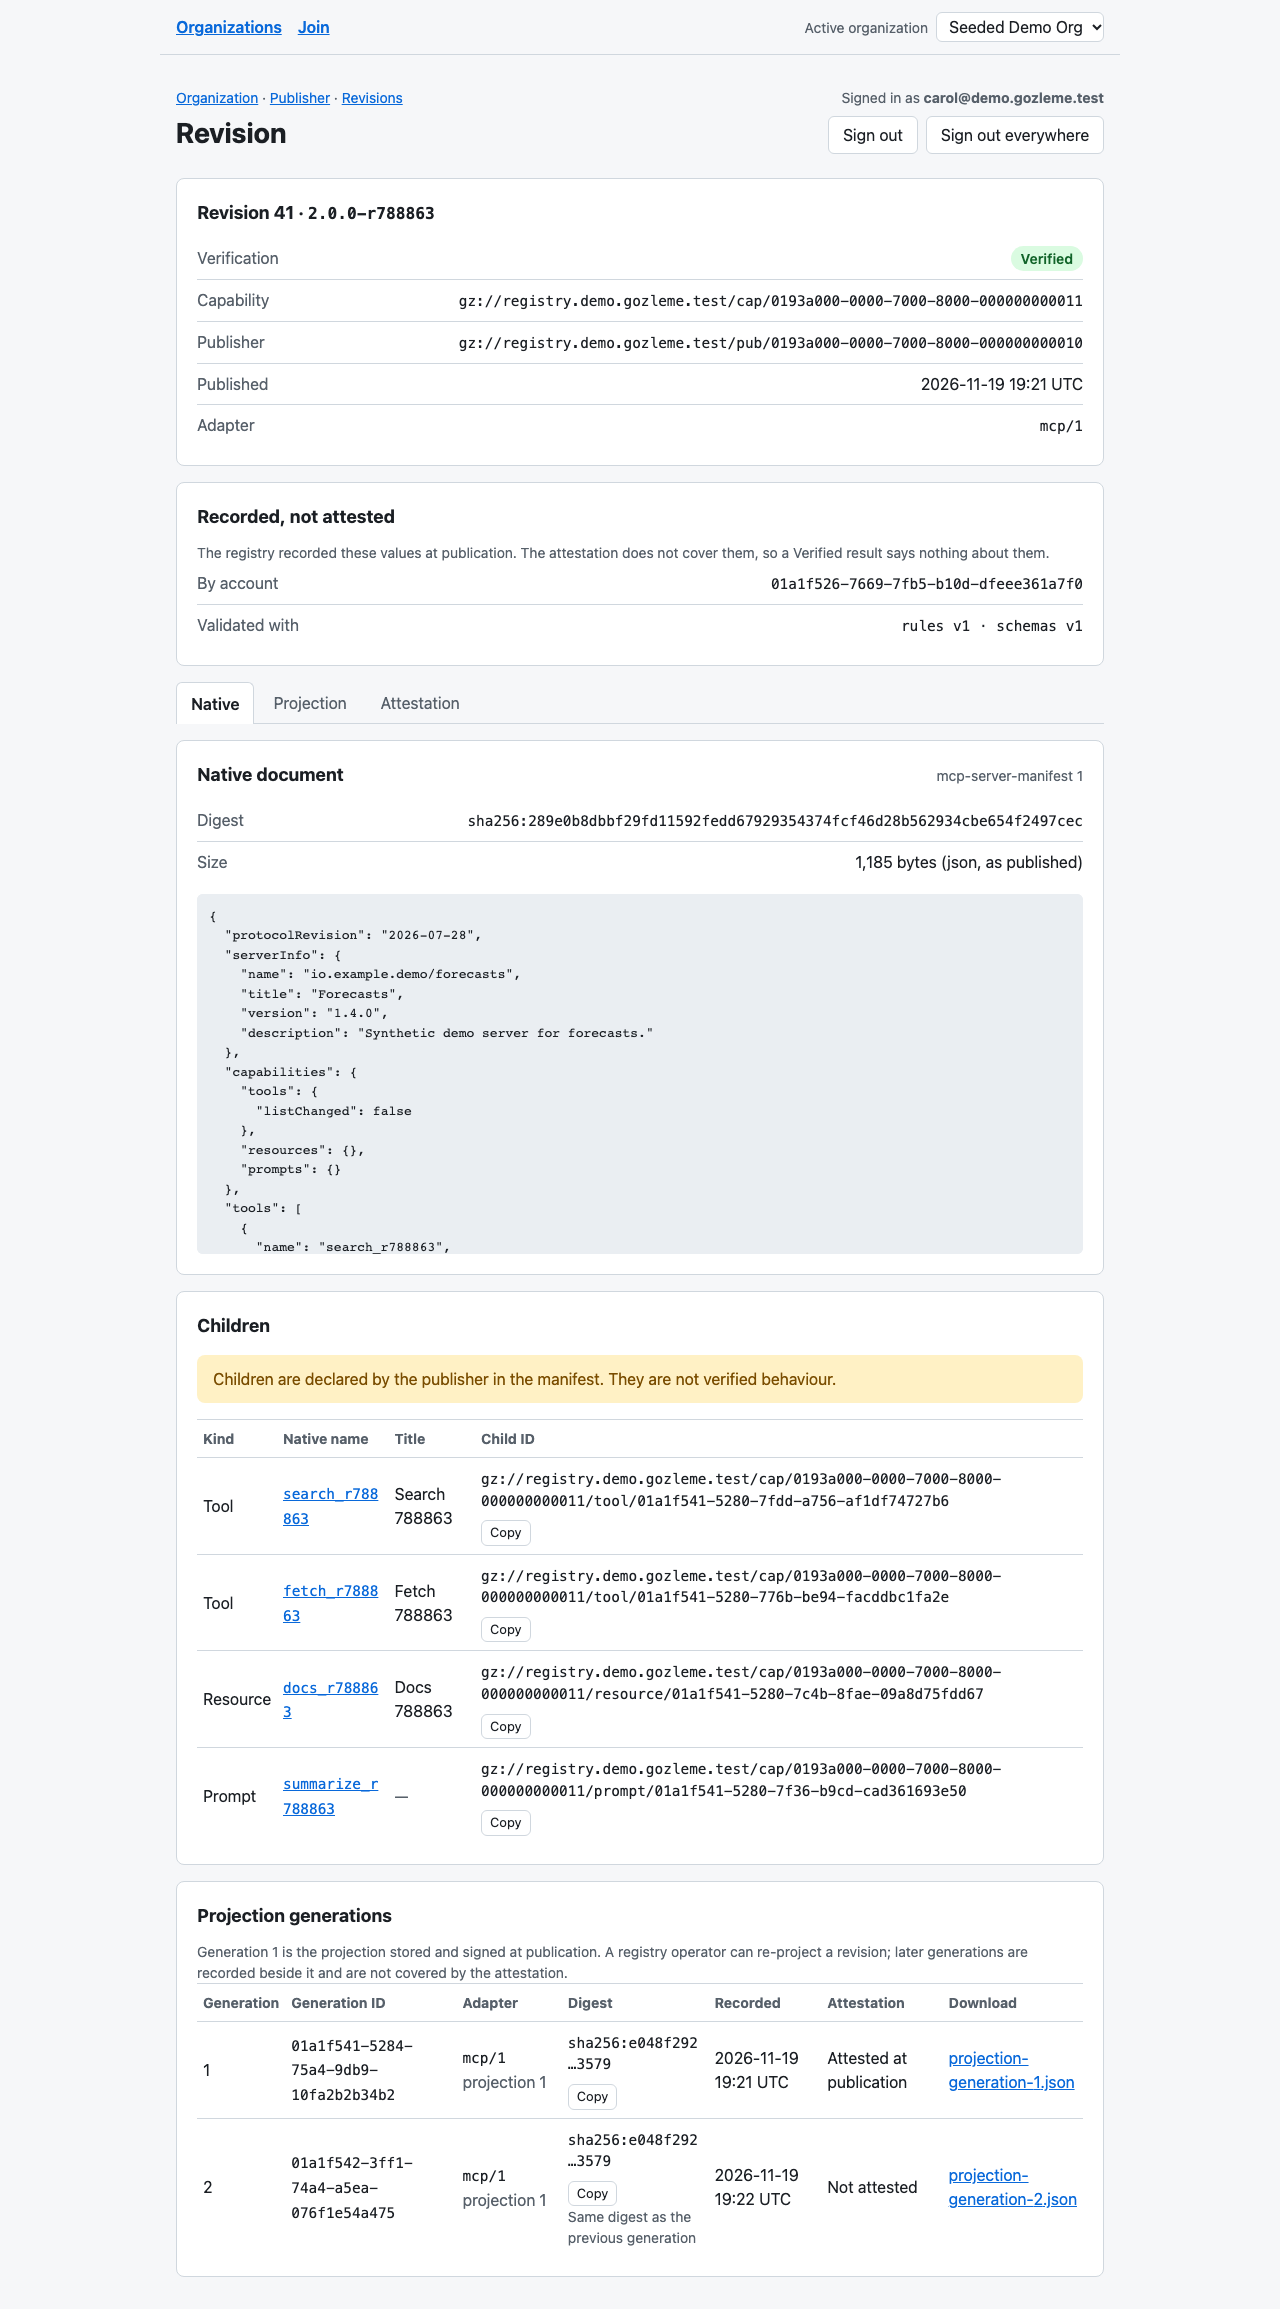 Organizations Join Active organization Seeded Demo Org
Organization · Publisher · Revisions Signed in as carol@demo.gozleme.test
Revision Sign out Sign out everywhere
Revision 41 · 2.0.0-r788863
Verification Verified
Capability gz://registry.demo.gozleme.test/cap/0193a000-0000-7000-8000-000000000011
Publisher gz://registry.demo.gozleme.test/pub/0193a000-0000-7000-8000-000000000010
Published 2026-11-19 19:21 UTC
Adapter mcp/1
Recorded, not attested
The registry recorded these values at publication. The attestation does not cover them, so a Verified result says nothing about them.
By account 01a1f526-7669-7fb5-b10d-dfeee361a7f0
Validated with rules v1 · schemas v1
Native Projection Attestation
Native document mcp-server-manifest 1
Digest sha256:289e0b8dbbf29fd11592fedd67929354374fcf46d28b562934cbe654f2497cec
Size 1,185 bytes (json, as published)
{
"protocolRevision": "2026-07-28",
"serverInfo": {
"name": "io.example.demo/forecasts",
"title": "Forecasts",
"version": "1.4.0",
"description": "Synthetic demo server for forecasts."
},
"capabilities": {
"tools": {
"listChanged": false
},
"resources": {},
"prompts": {}
},
"tools": [
{
"name": "search_r788863",
Children
Children are declared by the publisher in the manifest. They are not verified behaviour.
Kind Native name Title Child ID
Tool
search_r788
863
Search
788863
gz://registry.demo.gozleme.test/cap/0193a000-0000-7000-8000-
000000000011/tool/01a1f541-5280-7fdd-a756-af1df74727b6
Copy
Tool
fetch_r7888
63
Fetch
788863
gz://registry.demo.gozleme.test/cap/0193a000-0000-7000-8000-
000000000011/tool/01a1f541-5280-776b-be94-facddbc1fa2e
Copy
Resource
docs_r78886
3
Docs
788863
gz://registry.demo.gozleme.test/cap/0193a000-0000-7000-8000-
000000000011/resource/01a1f541-5280-7c4b-8fae-09a8d75fdd67
Copy
Prompt
summarize_r
788863
—
gz://registry.demo.gozleme.test/cap/0193a000-0000-7000-8000-
000000000011/prompt/01a1f541-5280-7f36-b9cd-cad361693e50
Copy
Projection generations
Generation 1 is the projection stored and signed at publication. A registry operator can re-project a revision; later generations are
recorded beside it and are not covered by the attestation.
Generation Generation ID Adapter Digest Recorded Attestation Download
1
01a1f541-5284-
75a4-9db9-
10fa2b2b34b2
mcp/1
projection 1
sha256:e048f292
…3579
Copy
2026-11-19
19:21 UTC
Attested at
publication
projection-
generation-1.json
2
01a1f542-3ff1-
74a4-a5ea-
076f1e54a475
mcp/1
projection 1
sha256:e048f292
…3579
Copy
Same digest as the
previous generation
2026-11-19
19:22 UTC
Not attested
projection-
generation-2.json